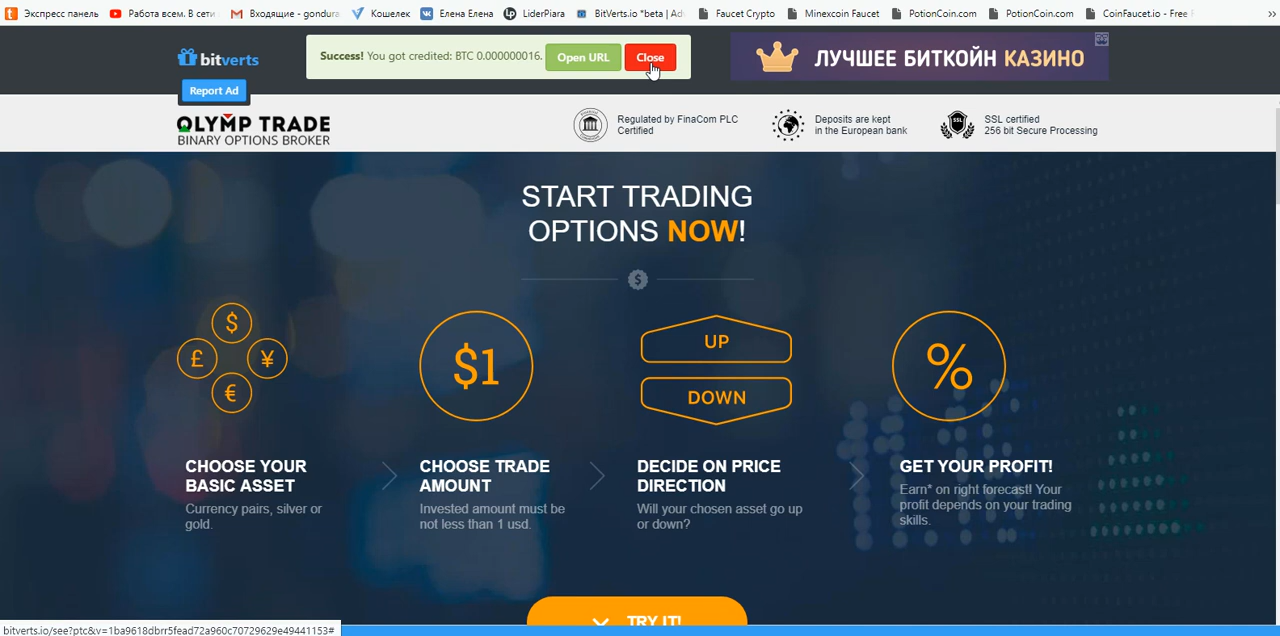 Экспресс панель
Работа всем. В сети
Входящие - gondura
Кошелек
Елена Елена
LiderPiara
BitVerts.io *beta | Ad
Faucet Crypto
Minexcoin Faucet
PotionCoin.com
PotionCoin.com
CoinFaucet.io - Free
bitverts
Report Ad
Success! You got credited: BTC 0.000000016.
Open URL
Close
ЛУЧШЕЕ БИТКОЙН КАЗИНО
OLYMP TRADE
BINARY OPTIONS BROKER
Regulated by FinaCom PLC
Certified
Deposits are kept
in the European bank
SSL
SSL certified
256 bit Secure Processing
START TRADING
OPTIONS NOW!
$
$
£
¥
€
$1
UP
DOWN
%
CHOOSE YOUR
BASIC ASSET
Currency pairs, silver or
gold.
CHOOSE TRADE
AMOUNT
Invested amount must be
not less than 1 usd.
DECIDE ON PRICE
DIRECTION
Will your chosen asset go up
or down?
GET YOUR PROFIT!
Earn* on right forecast! Your
profit depends on your trading
skills.
TRY IT!
bitverts.io/see?ptc&v=1ba9618dbrr5fead72a960c70729629e49441153#